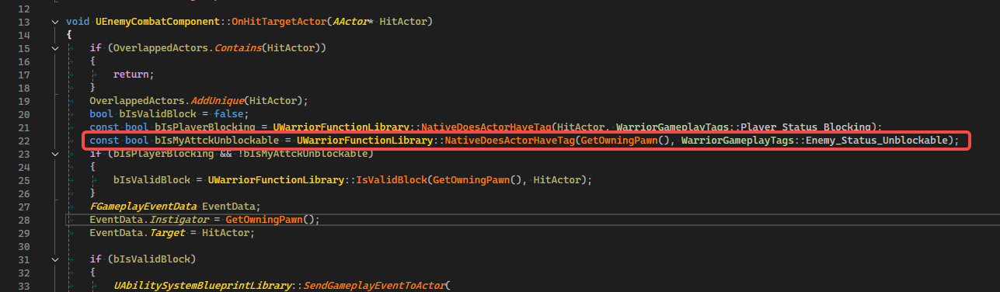 12
13 void UEnemyCombatComponent::OnHitTargetActor(AActor* HitActor)
14 {
15 if (OverlappedActors.Contains(HitActor))
16 {
17 return;
18 }
19 OverlappedActors.AddUnique(HitActor);
20 bool bIsValidBlock = false;
21 const bool bIsPlayerBlocking = UWarriorFunctionLibrary::NativeDoesActorHaveTag(HitActor, WarriorGameplayTags::Player_Status_Blocking);
22 const bool bIsMyAttckUnblockable = UWarriorFunctionLibrary::NativeDoesActorHaveTag(GetOwningPawn(), WarriorGameplayTags::Enemy_Status_Unblockable);
23 if (bIsPlayerBlocking && !bIsMyAttckUnblockable)
24 {
25 bIsValidBlock = UWarriorFunctionLibrary::IsValidBlock(GetOwningPawn(), HitActor);
26 }
27 FGameplayEventData EventData;
28 EventData.Instigator = GetOwningPawn();
29 EventData.Target = HitActor;
30
31 if (bIsValidBlock)
32 {
33 UAbilitySystemBlueprintLibrary::SendGameplayEventToActor(